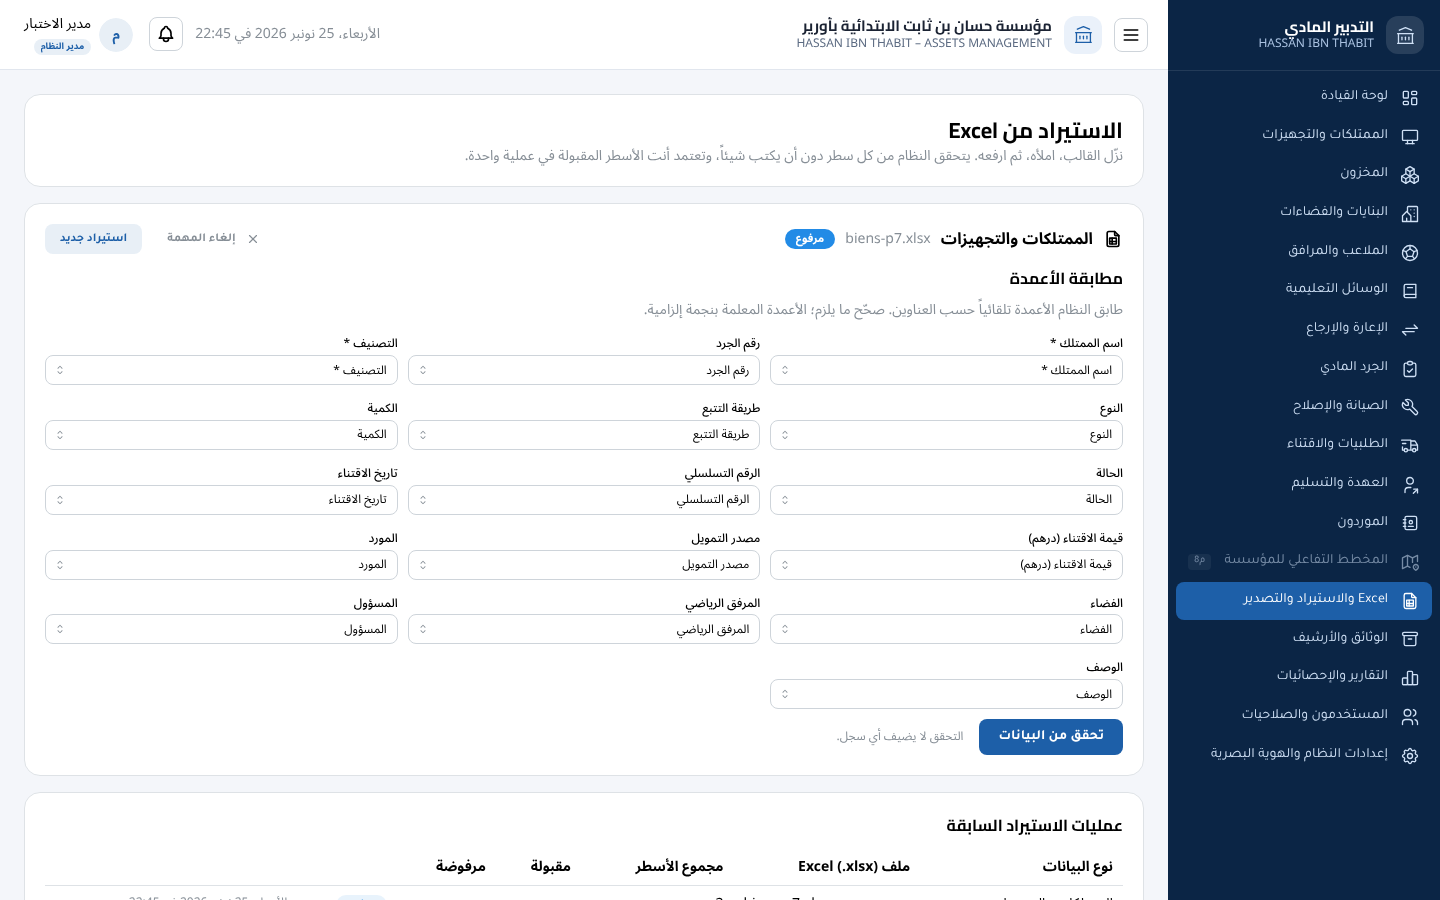 التدبير المادي
HASSAN IBN THABIT
لوحة القيادة
الممتلكات والتجهيزات
المخزون
البنايات والفضاءات
الملاعب والمرافق
الوسائل التعليمية
الإعارة والإرجاع
الجرد المادي
الصيانة والإصلاح
الطلبيات والاقتناء
العهدة والتسليم
الموردون
المخطط التفاعلي للمؤسسة م8
Excel والاستيراد والتصدير
الوثائق والأرشيف
التقارير والإحصائيات
المستخدمون والصلاحيات
إعدادات النظام والهوية البصرية
مؤسسة حسان بن ثابت الابتدائية بأورير
HASSAN IBN THABIT – ASSETS MANAGEMENT
الأربعاء، 25 نونبر 2026 في 22:45
م
مدير الاختبار
مدير النظام
الاستيراد من Excel
نزّل القالب، املأه، ثم ارفعه. يتحقق النظام من كل سطر دون أن يكتب شيئاً، وتعتمد أنت الأسطر المقبولة في عملية واحدة.
الممتلكات والتجهيزات biens-p7.xlsx مرفوع
إلغاء المهمة
استيراد جديد
مطابقة الأعمدة
طابق النظام الأعمدة تلقائياً حسب العناوين. صحّح ما يلزم؛ الأعمدة المعلمة بنجمة إلزامية.
اسم الممتلك * رقم الجرد التصنيف *
اسم الممتلك * رقم الجرد التصنيف *
النوع طريقة التتبع الكمية
النوع طريقة التتبع الكمية
الحالة الرقم التسلسلي تاريخ الاقتناء
الحالة الرقم التسلسلي تاريخ الاقتناء
قيمة الاقتناء (درهم) مصدر التمويل المورد
قيمة الاقتناء (درهم) مصدر التمويل المورد
الفضاء المرفق الرياضي المسؤول
الفضاء المرفق الرياضي المسؤول
الوصف
الوصف
تحقق من البيانات
التحقق لا يضيف أي سجل.
عمليات الاستيراد السابقة
نوع البيانات ملف Excel (.xlsx) مجموع الأسطر مقبولة مرفوضة